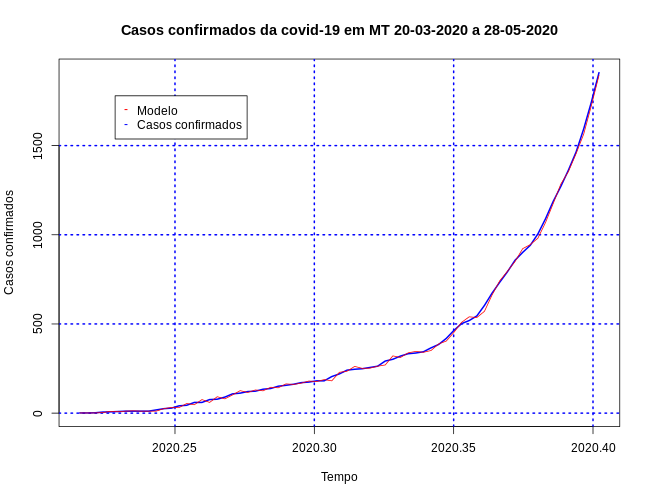 Casos confirmados da covid-19 em MT 20-03-2020 a 28-05-2020
Modelo
Casos confirmados
Casos confirmados
1500
1000
500
0
2020.25 2020.30 2020.35 2020.40
Tempo